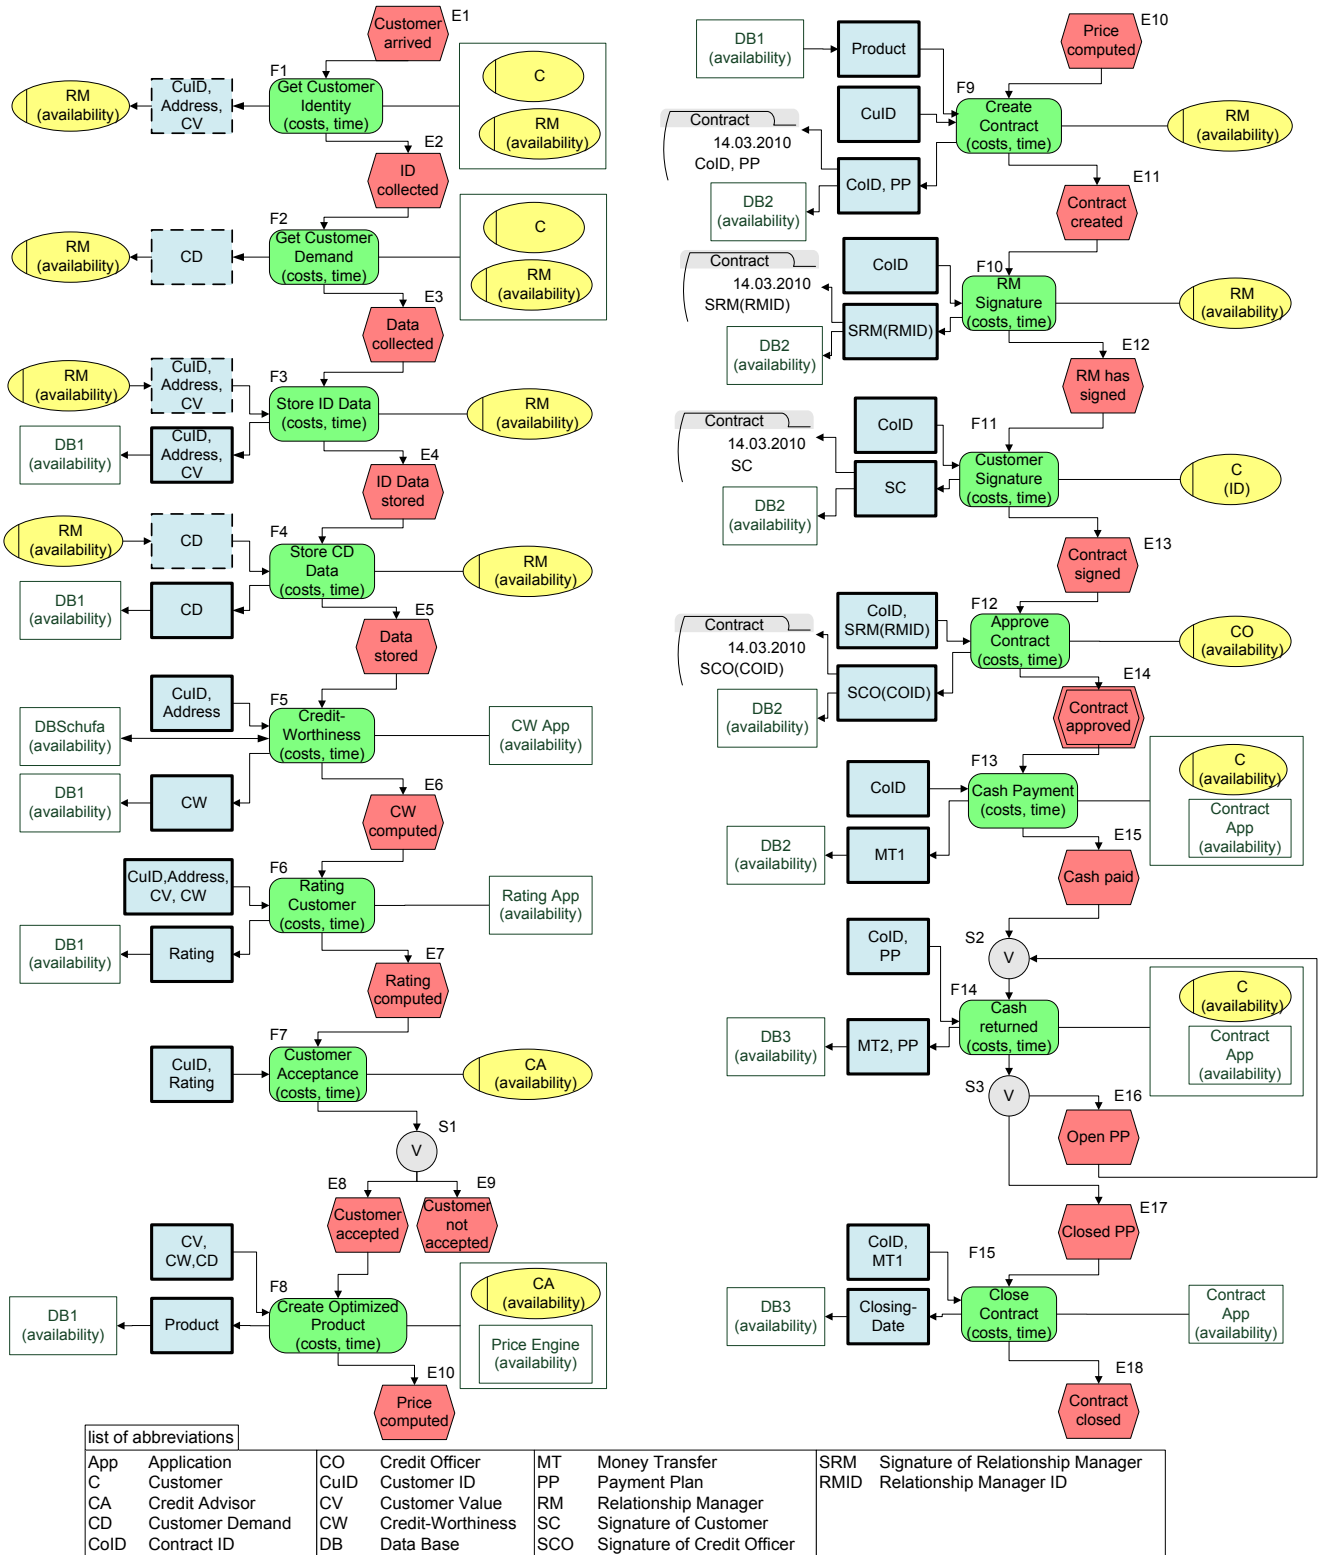 Customer
arrived
E1
F1
Get Customer
Identity
(costs, time)
CuID,
Address,
CV
RM
(availability)
C
RM
(availability)
E2
ID
collected
F2
Get Customer
Demand
(costs, time)
CD
RM
(availability)
C
RM
(availability)
E3
Data
collected
F3
Store ID Data
(costs, time)
RM
(availability)
CuID,
Address,
CV
DB1
(availability)
CuID,
Address,
CV
RM
(availability)
E4
ID Data
stored
F4
Store CD
Data
(costs, time)
RM
(availability)
CD
DB1
(availability)
CD
RM
(availability)
E5
Data
stored
CuID,
Address
F5
Credit-
Worthiness
(costs, time)
DBSchufa
(availability)
CW App
(availability)
DB1
(availability)
CW
E6
CW
computed
CuID,Address,
CV, CW
F6
Rating
Customer
(costs, time)
Rating App
(availability)
DB1
(availability)
Rating
E7
Rating
computed
F7
Customer
Acceptance
(costs, time)
CuID,
Rating
CA
(availability)
S1
V
E8
Customer
accepted
E9
Customer
not
accepted
CV,
CW,CD
F8
Create Optimized
Product
(costs, time)
DB1
(availability)
Product
CA
(availability)
Price Engine
(availability)
E10
Price
computed
E10
Price
computed
DB1
(availability)
Product
CuID
F9
Create
Contract
(costs, time)
RM
(availability)
Contract
14.03.2010
CoID, PP
CoID, PP
DB2
(availability)
E11
Contract
created
CoID
F10
RM
Signature
(costs, time)
RM
(availability)
Contract
14.03.2010
SRM(RMID)
SRM(RMID)
DB2
(availability)
E12
RM has
signed
CoID
F11
Customer
Signature
(costs, time)
C
(ID)
Contract
14.03.2010
SC
SC
DB2
(availability)
E13
Contract
signed
CoID,
SRM(RMID)
F12
Approve
Contract
(costs, time)
CO
(availability)
Contract
14.03.2010
SCO(COID)
SCO(COID)
DB2
(availability)
E14
Contract
approved
CoID
F13
Cash Payment
(costs, time)
C
(availability)
Contract
App
(availability)
DB2
(availability)
MT1
E15
Cash paid
S2
V
CoID,
PP
F14
Cash
returned
(costs, time)
C
(availability)
Contract
App
(availability)
DB3
(availability)
MT2, PP
S3
V
E16
Open PP
E17
Closed PP
CoID,
MT1
F15
Close
Contract
(costs, time)
Contract
App
(availability)
DB3
(availability)
Closing-
Date
E18
Contract
closed
list of abbreviations
App Application CO Credit Officer MT Money Transfer SRM Signature of Relationship Manager
C Customer CuID Customer ID PP Payment Plan RMID Relationship Manager ID
CA Credit Advisor CV Customer Value RM Relationship Manager
CD Customer Demand CW Credit-Worthiness SC Signature of Customer
CoID Contract ID DB Data Base SCO Signature of Credit Officer